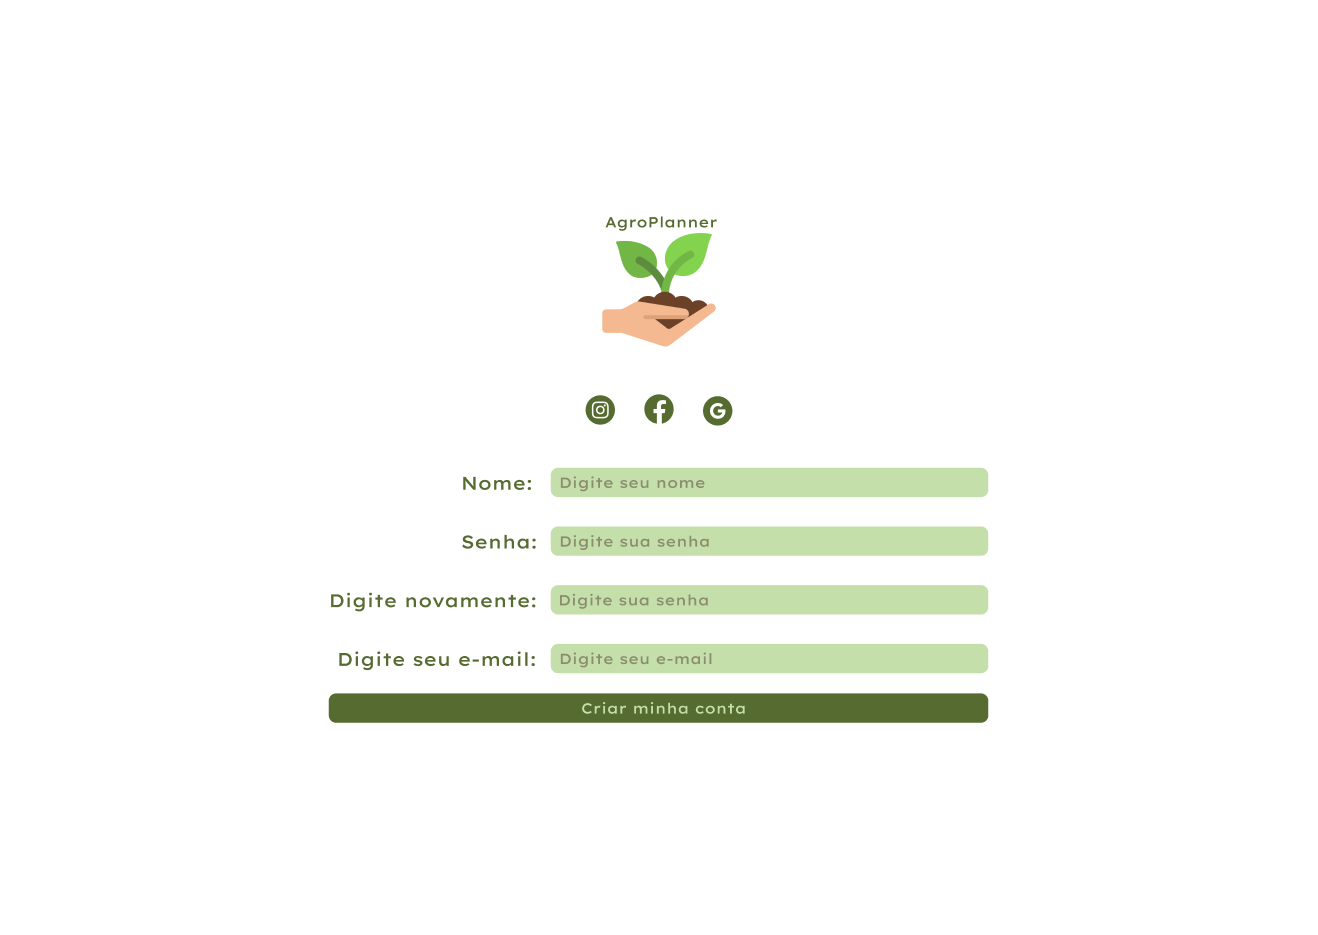 AgroPlanner
Nome: Digite seu nome
Senha: Digite sua senha
Digite novamente: Digite sua senha
Digite seu e-mail: Digite seu e-mail
Criar minha conta